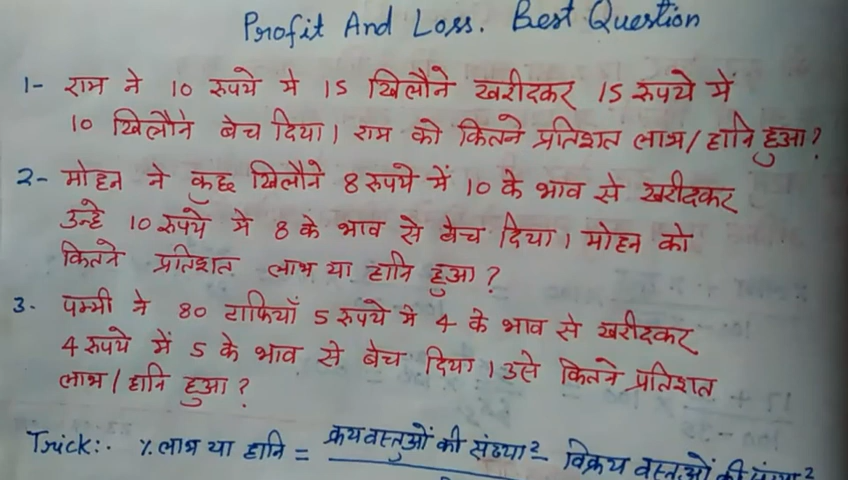 Profit And Loss. Best Question
1- राम ने 10 रुपये मे 15 खिलौने खरीदकर 15 रुपये में
10 खिलौने बेच दिया। राम को कितने प्रतिशत लाभ/हानि हुआ?
2- मोहन ने कुछ खिलौने 8 रुपये में 10 के भाव से खरीदकर
उन्हे 10 रुपये मे 8 के भाव से बेच दिया। मोहन को
कितने प्रतिशत लाभ या हानि हुआ?
3. पम्मी ने 80 टाफियाँ 5 रुपये मे 4 के भाव से खरीदकर
4 रुपये में 5 के भाव से बेच दिया। उसे कितने प्रतिशत
लाभ/हानि हुआ?
Trick:- % लाभ या हानि = क्रय वस्तुओं की संख्या² - विक्रय वस्तुओं की संख्या²